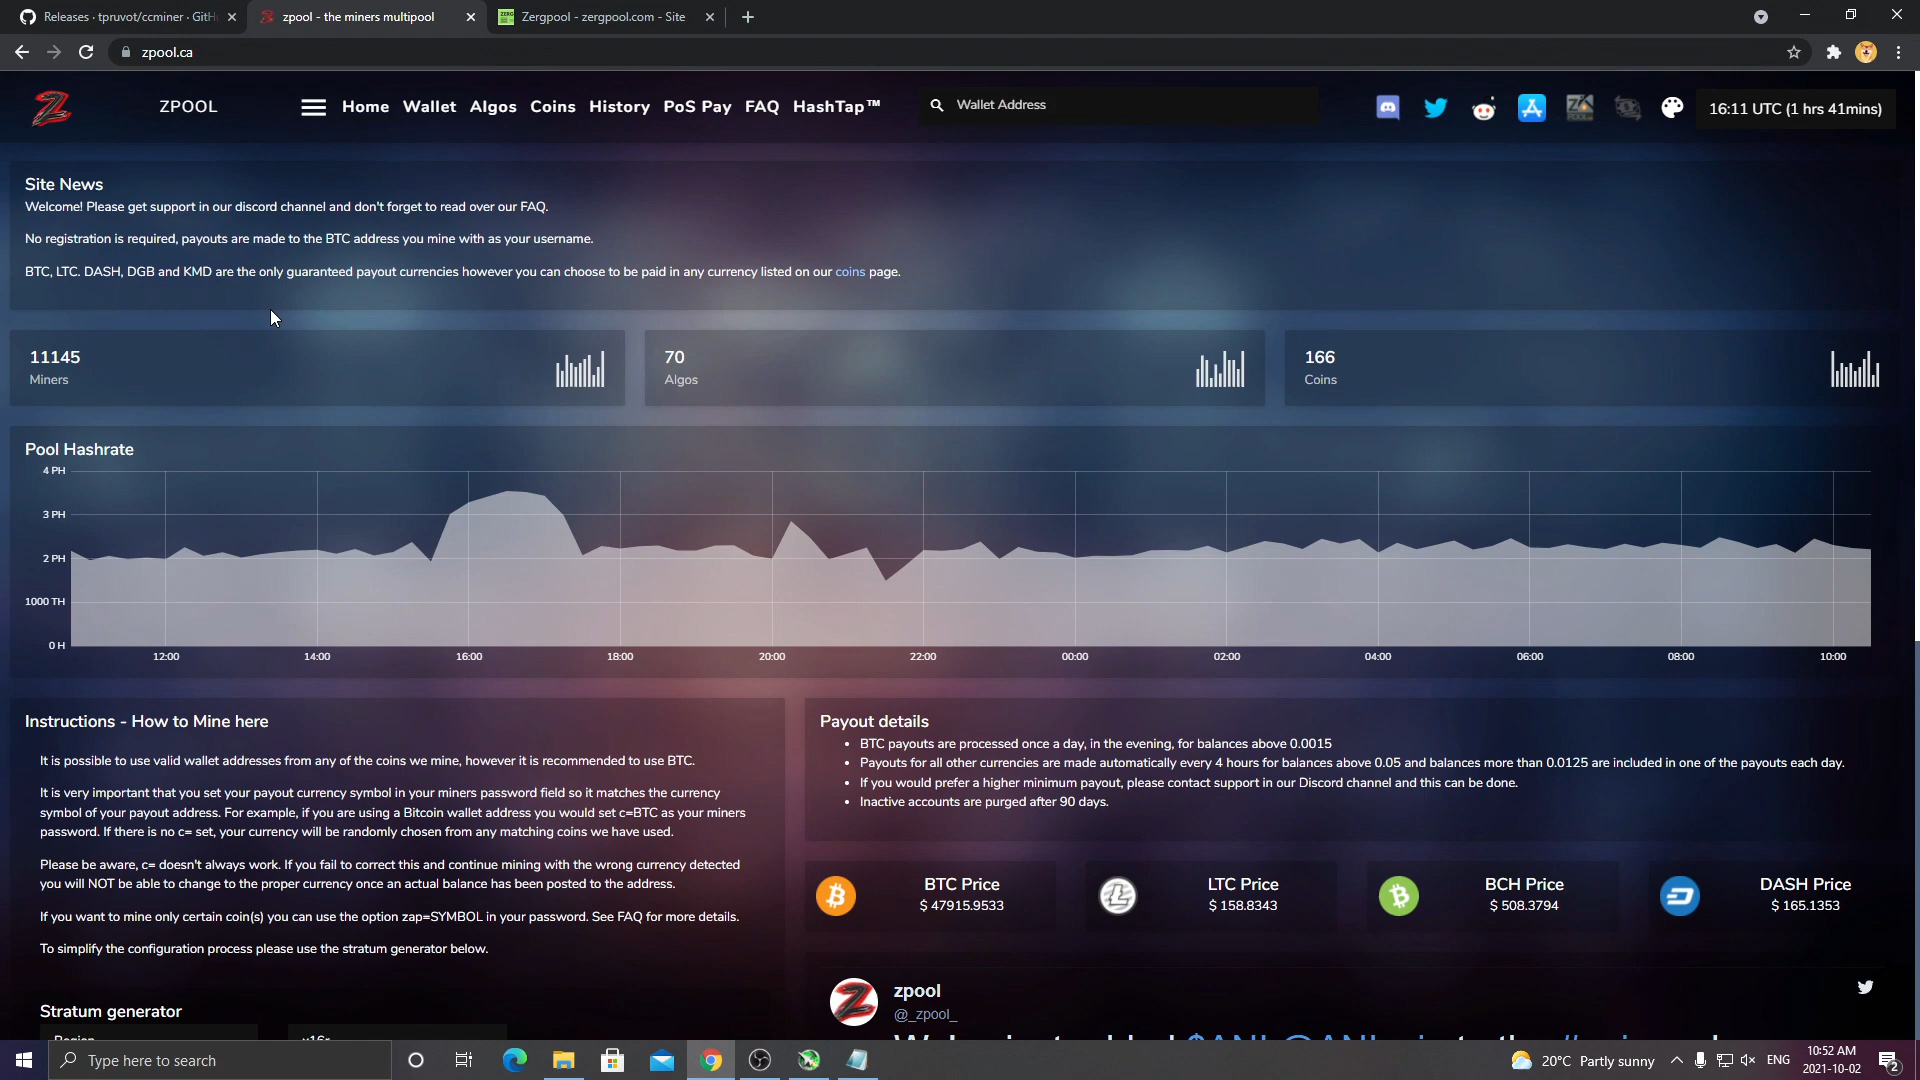 Releases · tpruvot/ccminer · GitH
zpool - the miners multipool
Zergpool - zergpool.com - Site
zpool.ca
ZPOOL
Home Wallet Algos Coins History PoS Pay FAQ HashTap™
Wallet Address
16:11 UTC (1 hrs 41mins)
Site News
Welcome! Please get support in our discord channel and don't forget to read over our FAQ.
No registration is required, payouts are made to the BTC address you mine with as your username.
BTC, LTC. DASH, DGB and KMD are the only guaranteed payout currencies however you can choose to be paid in any currency listed on our coins page.
11145
Miners
70
Algos
166
Coins
Pool Hashrate
4 PH
3 PH
2 PH
1000 TH
0 H
12:00 14:00 16:00 18:00 20:00 22:00 00:00 02:00 04:00 06:00 08:00 10:00
Instructions - How to Mine here
It is possible to use valid wallet addresses from any of the coins we mine, however it is recommended to use BTC.
It is very important that you set your payout currency symbol in your miners password field so it matches the currency
symbol of your payout address. For example, if you are using a Bitcoin wallet address you would set c=BTC as your miners
password. If there is no c= set, your currency will be randomly chosen from any matching coins we have used.
Please be aware, c= doesn't always work. If you fail to correct this and continue mining with the wrong currency detected
you will NOT be able to change to the proper currency once an actual balance has been posted to the address.
If you want to mine only certain coin(s) you can use the option zap=SYMBOL in your password. See FAQ for more details.
To simplify the configuration process please use the stratum generator below.
Stratum generator
Payout details
• BTC payouts are processed once a day, in the evening, for balances above 0.0015
• Payouts for all other currencies are made automatically every 4 hours for balances above 0.05 and balances more than 0.0125 are included in one of the payouts each day.
• If you would prefer a higher minimum payout, please contact support in our Discord channel and this can be done.
• Inactive accounts are purged after 90 days.
BTC Price
$ 47915.9533
LTC Price
$ 158.8343
BCH Price
$ 508.3794
DASH Price
$ 165.1353
zpool
@_zpool_
Type here to search
20°C Partly sunny
ENG
10:52 AM
2021-10-02
2